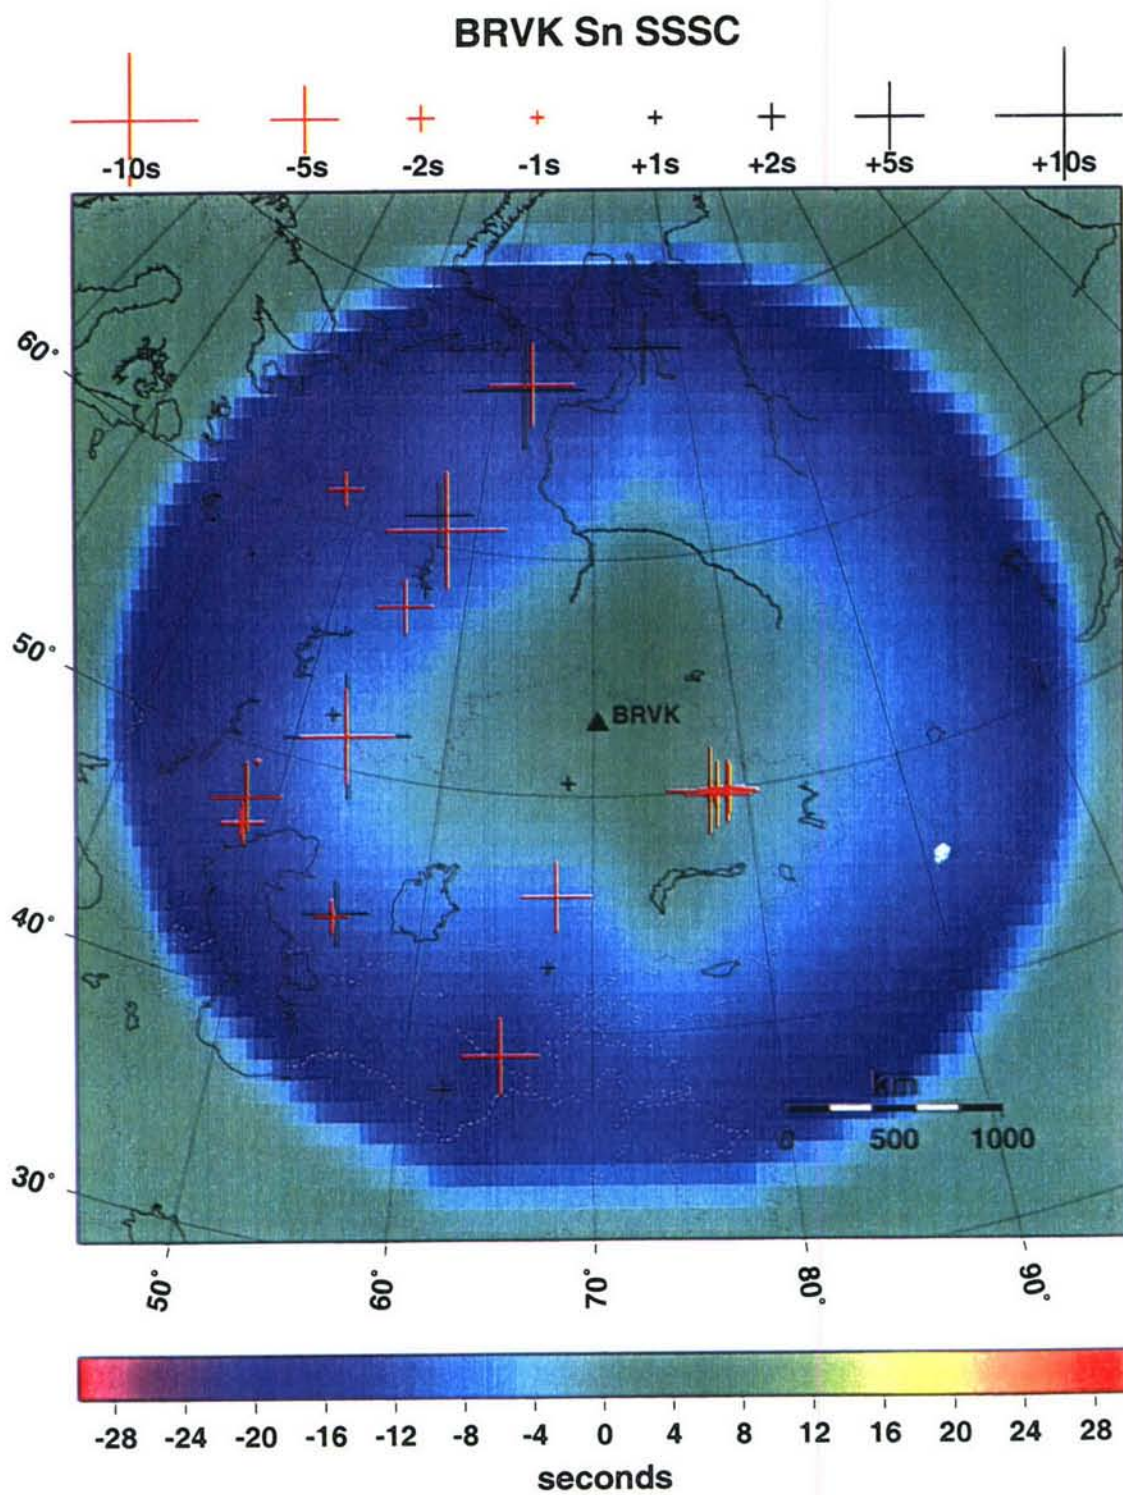 BRVK Sn SSSC
-10s -5s -2s -1s +1s +2s +5s +10s
60°
50°
BRVK
40°
km
0 500 1000
30°
50° 60° 70° 80° 90°
-28 -24 -20 -16 -12 -8 -4 0 4 8 12 16 20 24 28
seconds